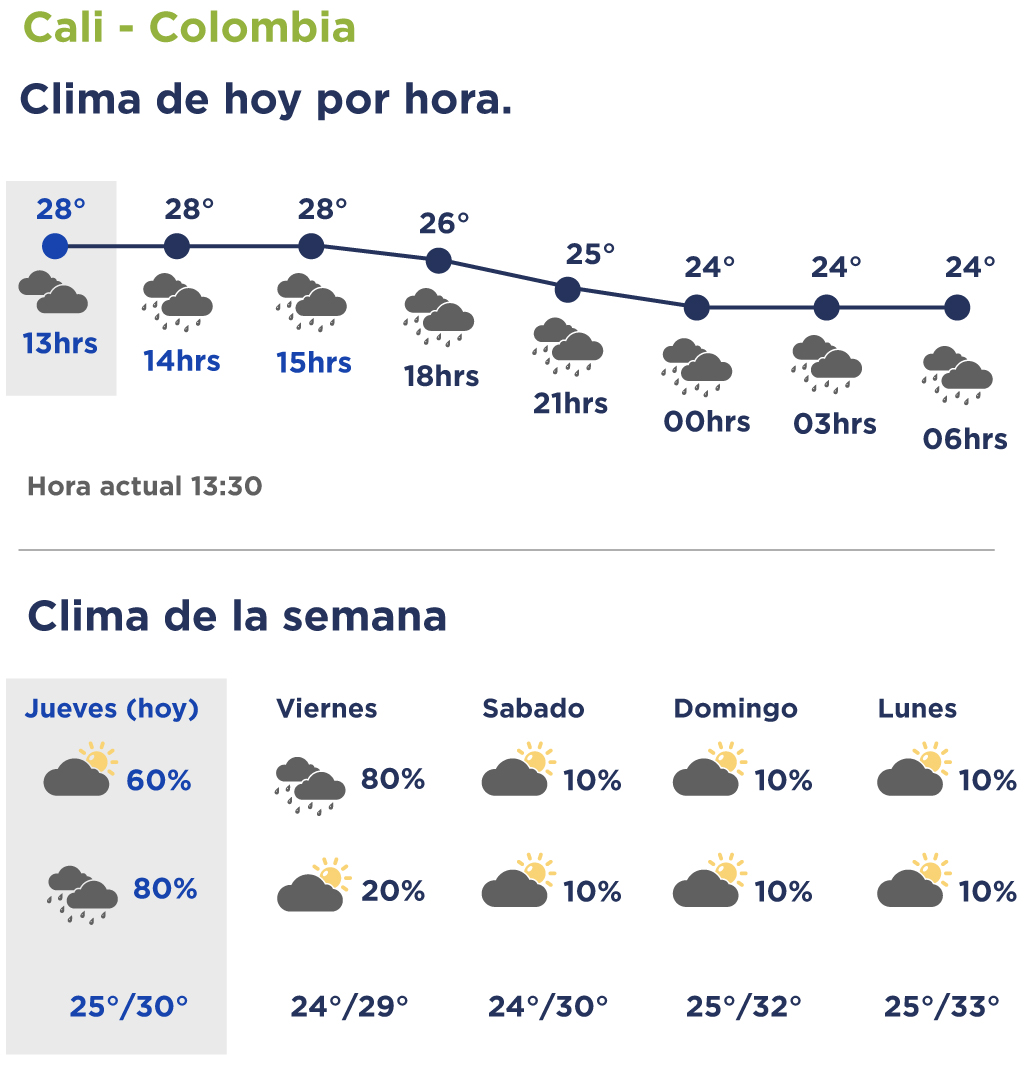 Cali - Colombia
Clima de hoy por hora.
28° 28° 28° 26° 25° 24° 24° 24°
13hrs 14hrs 15hrs 18hrs 21hrs 00hrs 03hrs 06hrs
Hora actual 13:30
Clima de la semana
Jueves (hoy) Viernes Sabado Domingo Lunes
60% 80% 10% 10% 10%
80% 20% 10% 10% 10%
25°/30° 24°/29° 24°/30° 25°/32° 25°/33°